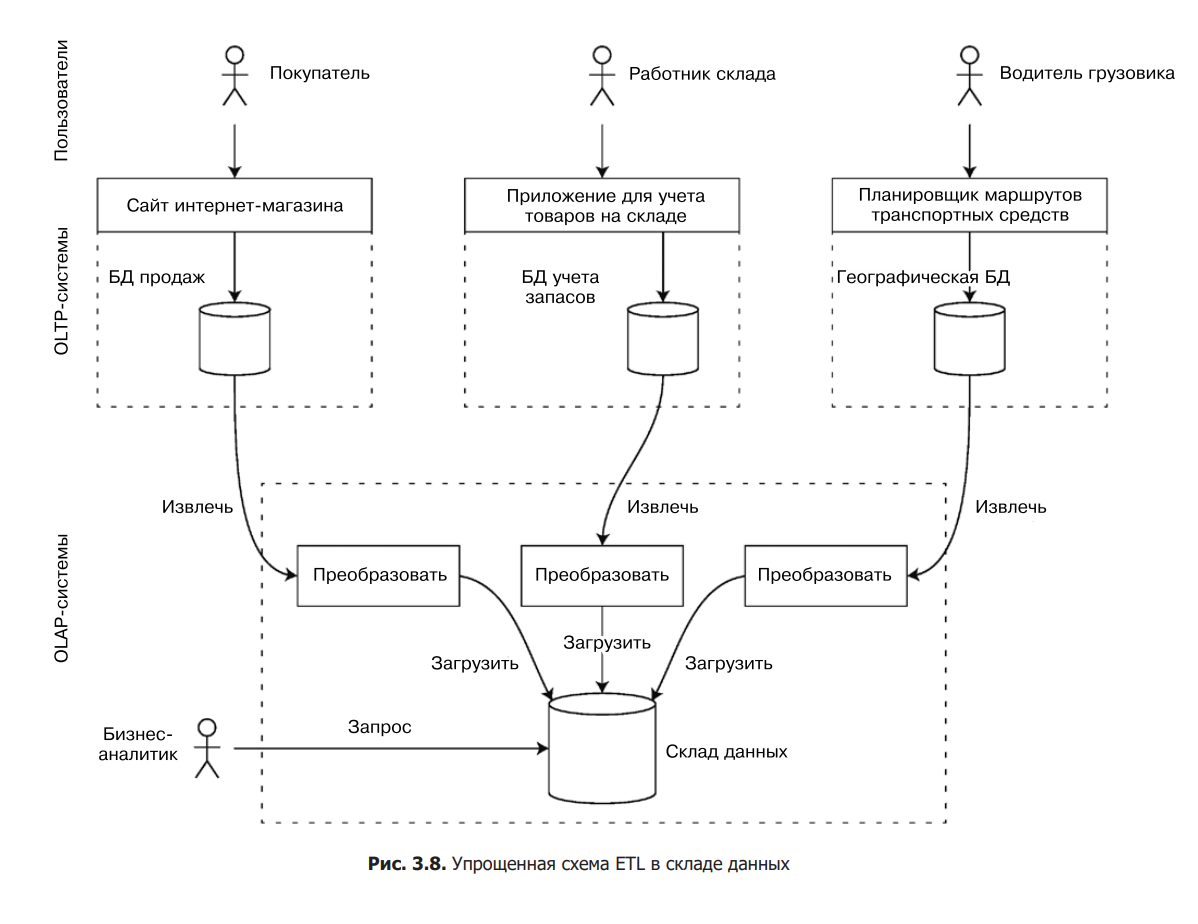 Пользователи
Покупатель
Работник склада
Водитель грузовика
Сайт интернет-магазина
Приложение для учета
товаров на складе
Планировщик маршрутов
транспортных средств
OLTP-системы
БД продаж
БД учета
запасов
Географическая БД
Извлечь
Извлечь
Извлечь
OLAP-системы
Преобразовать
Преобразовать
Преобразовать
Загрузить
Загрузить
Загрузить
Бизнес-
аналитик
Запрос
Склад данных
Рис. 3.8. Упрощенная схема ETL в складе данных